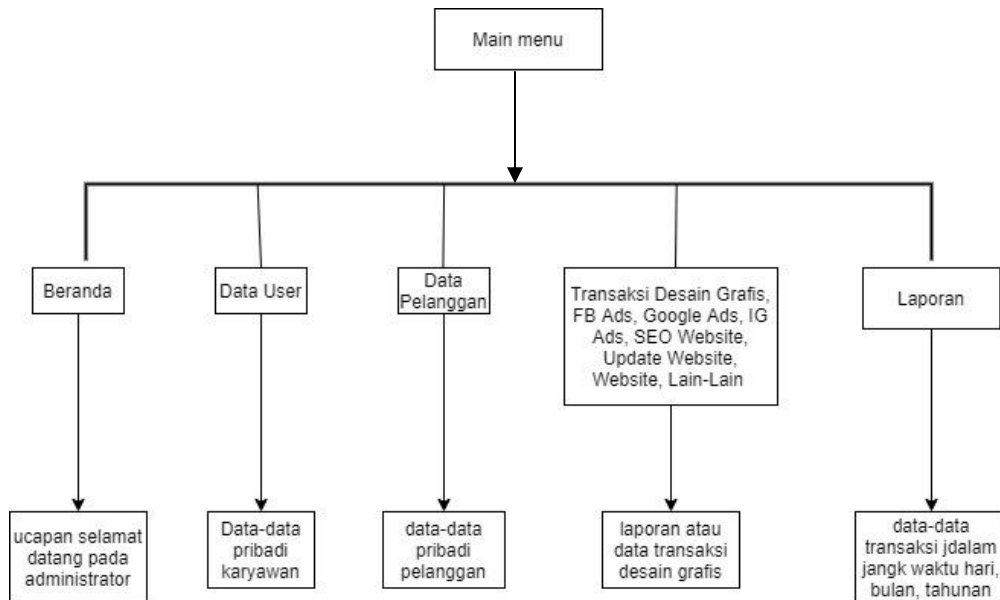 Main menu
Beranda
Data User
Data
Pelanggan
Transaksi Desain Grafis,
FB Ads, Google Ads, IG
Ads, SEO Website,
Update Website,
Website, Lain-Lain
Laporan
ucapan selamat
datang pada
administrator
Data-data
pribadi
karyawan
data-data
pribadi
pelanggan
laporan atau
data transaksi
desain grafis
data-data
transaksi jdalam
jangk waktu hari,
bulan, tahunan